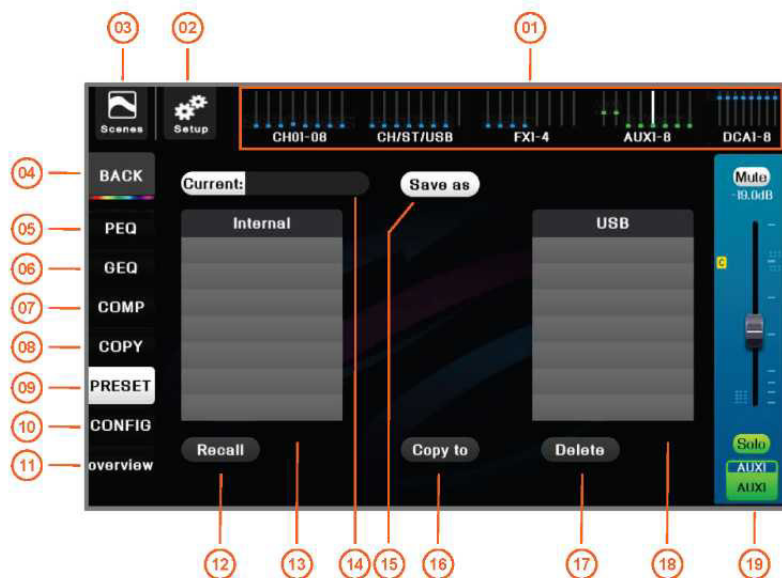 03 02 01
Scenes Setup CH01-08 CH/ST/USB FX1-4 AUX1-8 DCA1-8
04 BACK Current: Save as Mute
-19.0dB
Internal USB
05 PEQ
06 GEQ
C
07 COMP
08 COPY
09 PRESET
10 CONFIG
Recall Copy to Delete Solo
11 overview AUX1
AUX1
12 13 14 15 16 17 18 19